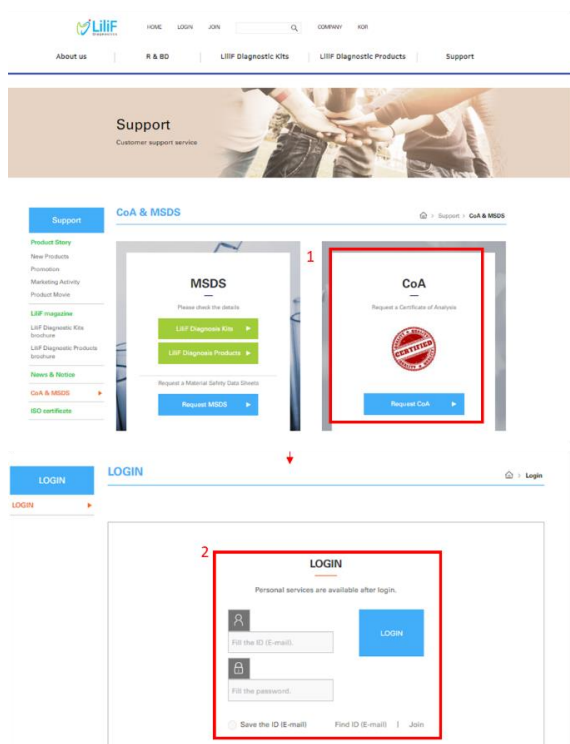 LiliF
Diagnostics
HOME LOGIN JOIN COMPANY KOR
About us R & BD LiliF Diagnostic Kits LiliF Diagnostic Products Support
Support
Customer support service
Support
CoA & MSDS
Support > CoA & MSDS
Product Story
New Products
Promotion
Marketing Activity
Product Movie
LiliF magazine
LiliF Diagnostic Kits
brochure
LiliF Diagnostic Products
brochure
News & Notice
CoA & MSDS
ISO certificate
MSDS
Please check the details
LiliF Diagnosis Kits
LiliF Diagnosis Products
Request a Material Safety Data Sheets
Request MSDS
1
CoA
Request a Certificate of Analysis
QUALITY & QUALITY
CERTIFIED
Request CoA
LOGIN
LOGIN
LOGIN
> Login
2
LOGIN
Personal services are available after login.
Fill the ID (E-mail).
LOGIN
Fill the password.
Save the ID (E-mail) Find ID (E-mail) | Join